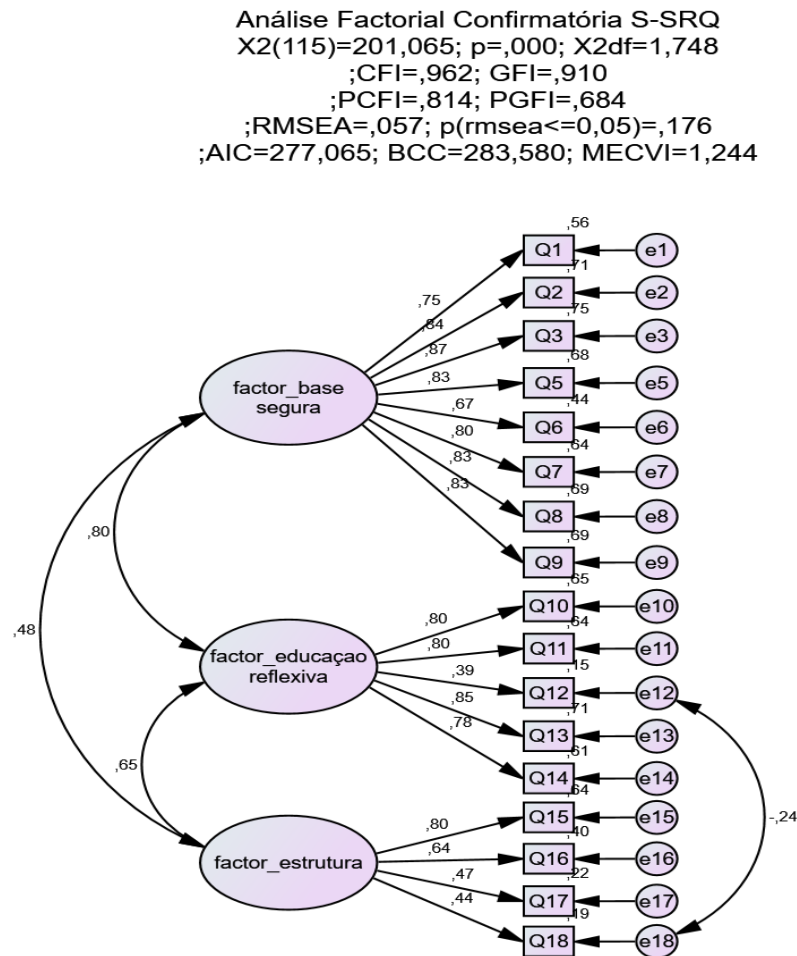 Análise Factorial Confirmatória S-SRQ
X2(115)=201,065; p=,000; X2df=1,748
;CFI=,962; GFI=,910
;PCFI=,814; PGFI=,684
;RMSEA=,057; p(rmsea<=0,05)=,176
;AIC=277,065; BCC=283,580; MECVI=1,244
,56
Q1 e1
,71
,75
Q2 e2
,75
,84
Q3 e3
,87
,68
factor_base
segura
,83
Q5 e5
,44
,67
Q6 e6
,80
,64
Q7 e7
,83
,69
Q8 e8
,83
,69
,80
Q9 e9
,65
Q10 e10
,80
,64
,48
factor_educaçao
reflexiva
,80
Q11 e11
,15
,39
Q12 e12
,71
,85
Q13 e13
,78
,61
,65
Q14 e14
,64
Q15 e15
-,24
,80
,40
factor_estrutura
,64
Q16 e16
,22
,47
Q17 e17
,44
,19
Q18 e18